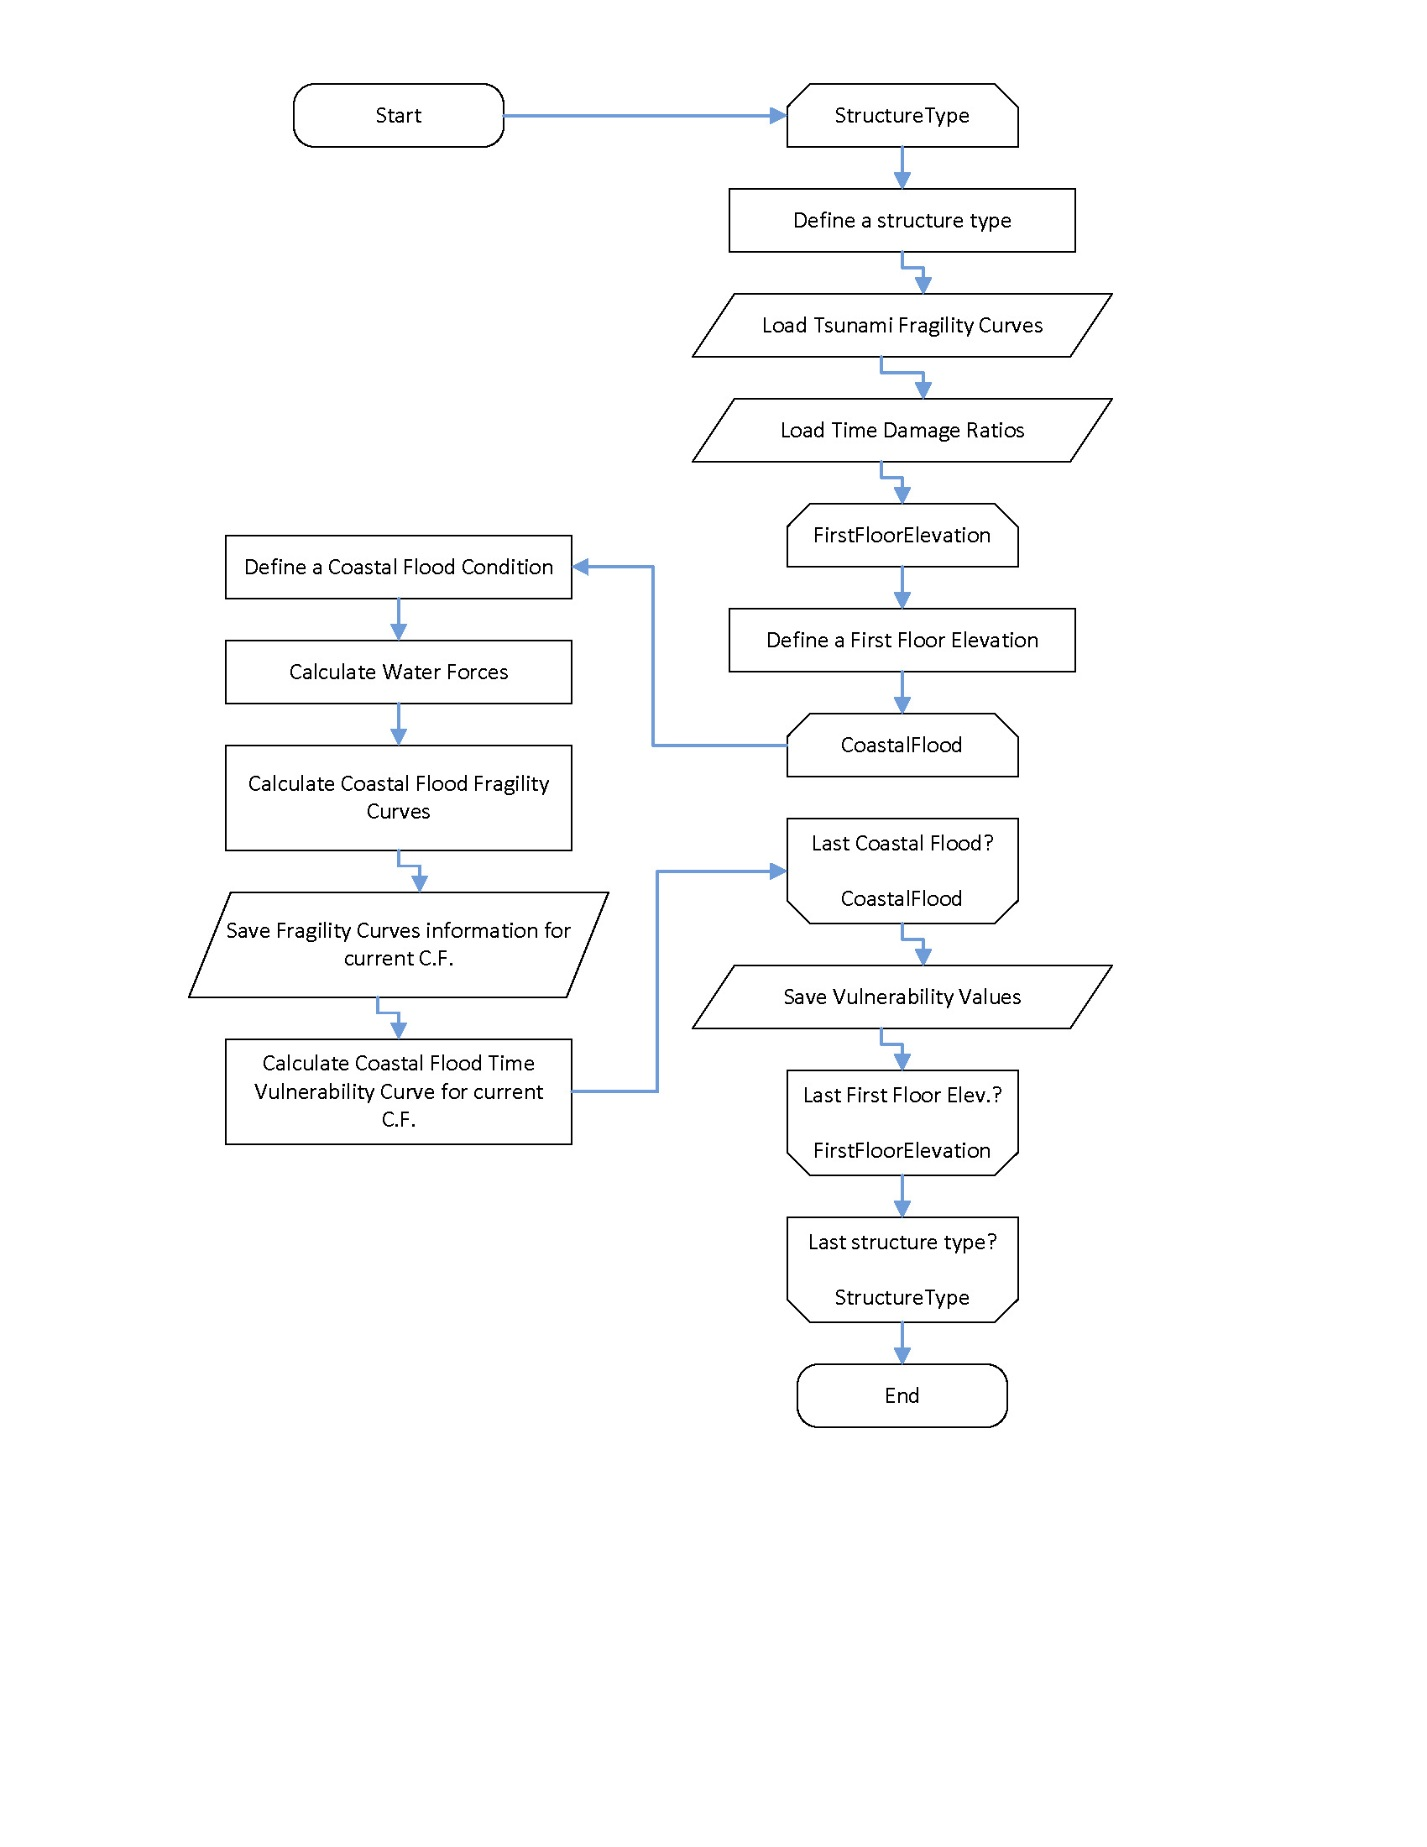 Start
StructureType
Define a structure type
Load Tsunami Fragility Curves
Load Time Damage Ratios
FirstFloorElevation
Define a First Floor Elevation
CoastalFlood
Define a Coastal Flood Condition
Calculate Water Forces
Calculate Coastal Flood Fragility
Curves
Save Fragility Curves information for
current C.F.
Calculate Coastal Flood Time
Vulnerability Curve for current
C.F.
Last Coastal Flood?
CoastalFlood
Save Vulnerability Values
Last First Floor Elev.?
FirstFloorElevation
Last structure type?
StructureType
End